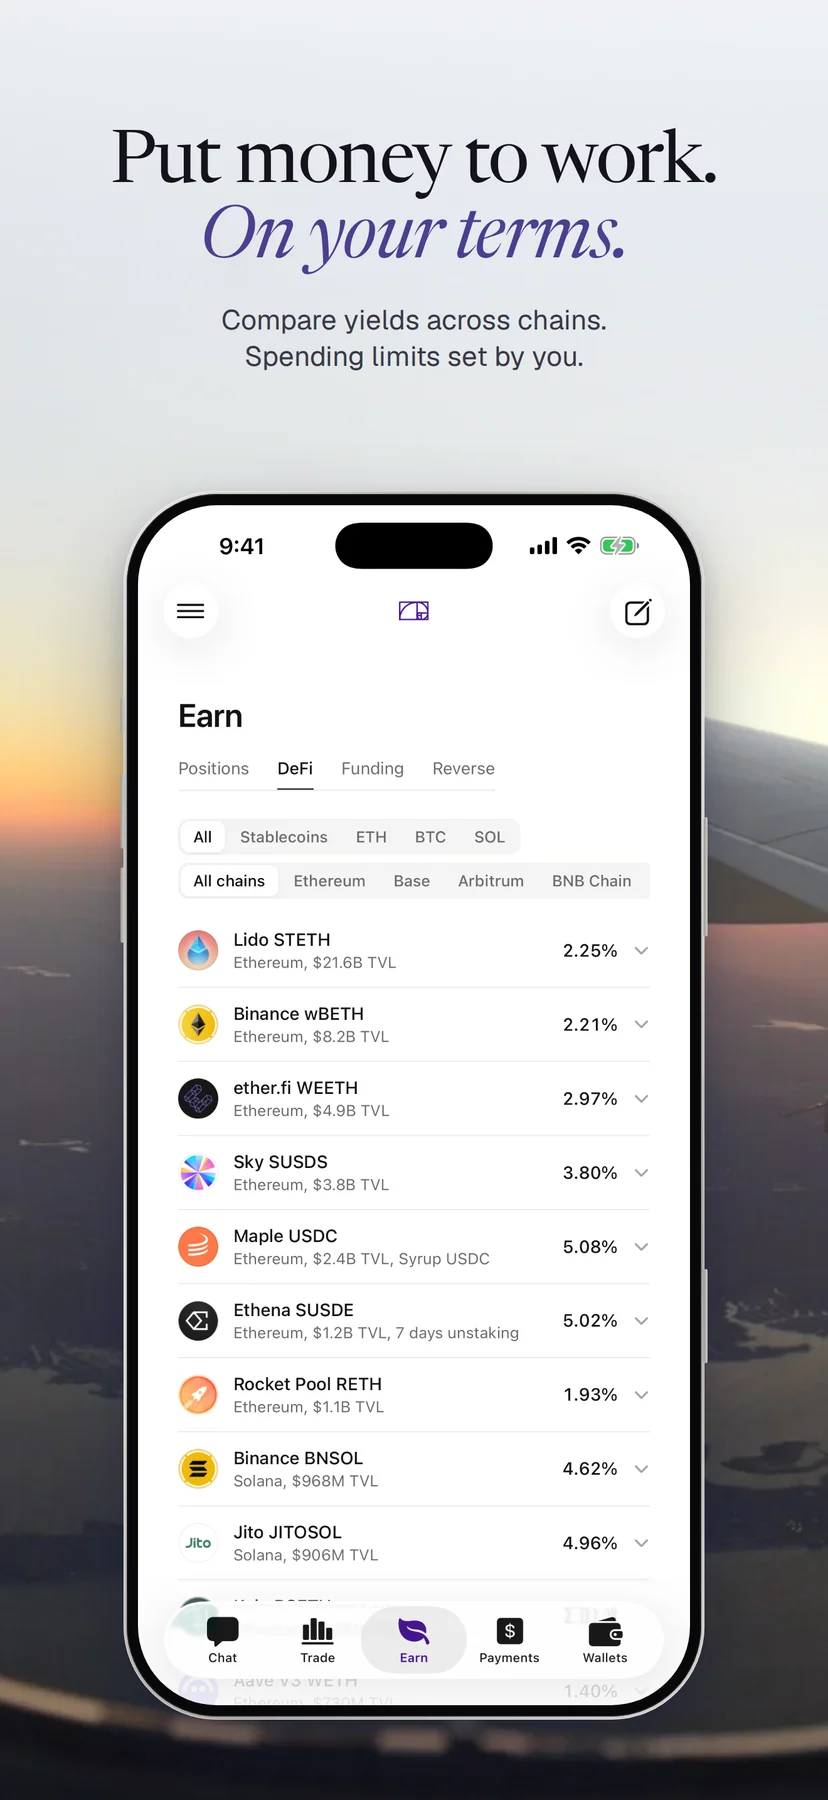 Put money to work.
On your terms.
Compare yields across chains.
Spending limits set by you.
9:41
Earn
Positions DeFi Funding Reverse
All Stablecoins ETH BTC SOL
All chains Ethereum Base Arbitrum BNB Chain
Lido STETH
Ethereum, $21.6B TVL
2.25%
Binance wBETH
Ethereum, $8.2B TVL
2.21%
ether.fi WEETH
Ethereum, $4.9B TVL
2.97%
Sky SUSDS
Ethereum, $3.8B TVL
3.80%
Maple USDC
Ethereum, $2.4B TVL, Syrup USDC
5.08%
Ethena SUSDE
Ethereum, $1.2B TVL, 7 days unstaking
5.02%
Rocket Pool RETH
Ethereum, $1.1B TVL
1.93%
Binance BNSOL
Solana, $968M TVL
4.62%
Jito
Jito JITOSOL
Solana, $906M TVL
4.96%
Chat Trade Earn Payments Wallets
Aave V3 WETH
Ethereum, $730M TVL
1.40%